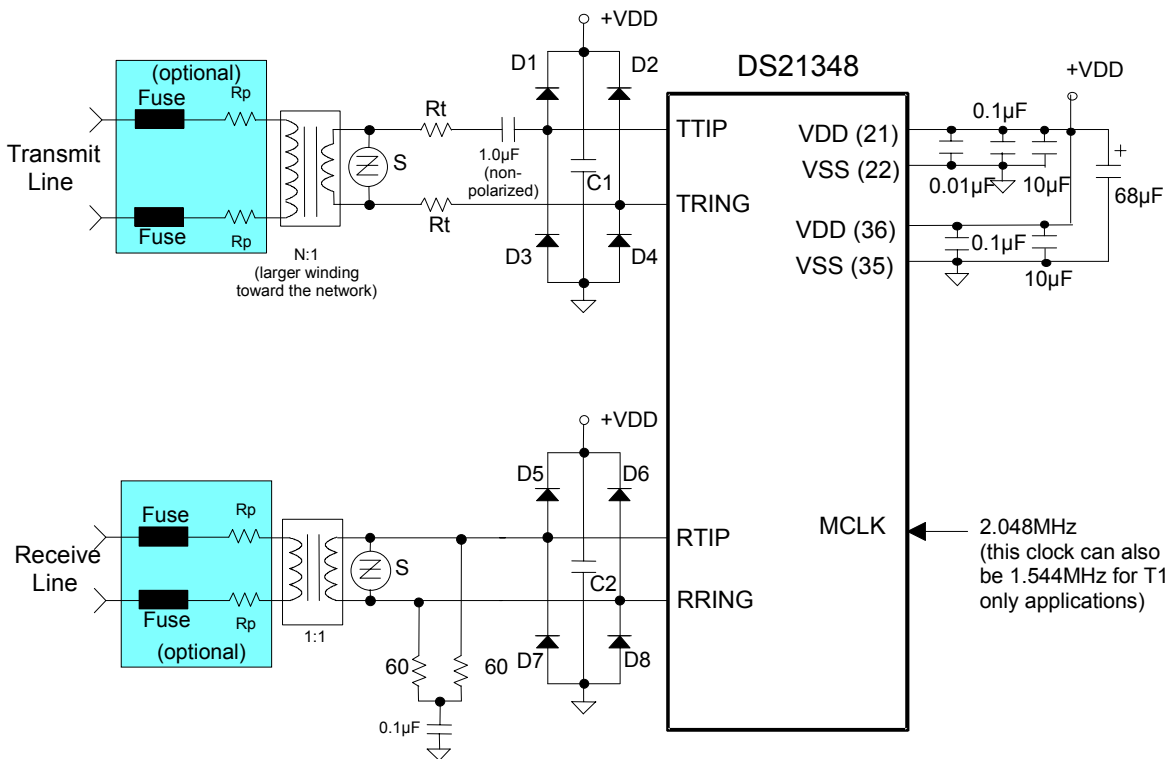 +VDD
(optional)
Fuse
Rp
D1
D2
DS21348
+VDD
Rt
TTIP
VDD (21)
0.1µF
Transmit
Line
S
1.0µF
(non-
polarized)
C1
VSS (22)
0.01µF
10µF
+
68µF
TRING
Fuse
Rp
Rt
D3
D4
VDD (36)
0.1µF
VSS (35)
10µF
N:1
(larger winding
toward the network)
+VDD
D5
D6
Fuse
Rp
MCLK
2.048MHz
(this clock can also
be 1.544MHz for T1
only applications)
Receive
Line
S
RTIP
C2
RRING
Fuse
Rp
(optional)
1:1
60
60
D7
D8
0.1µF